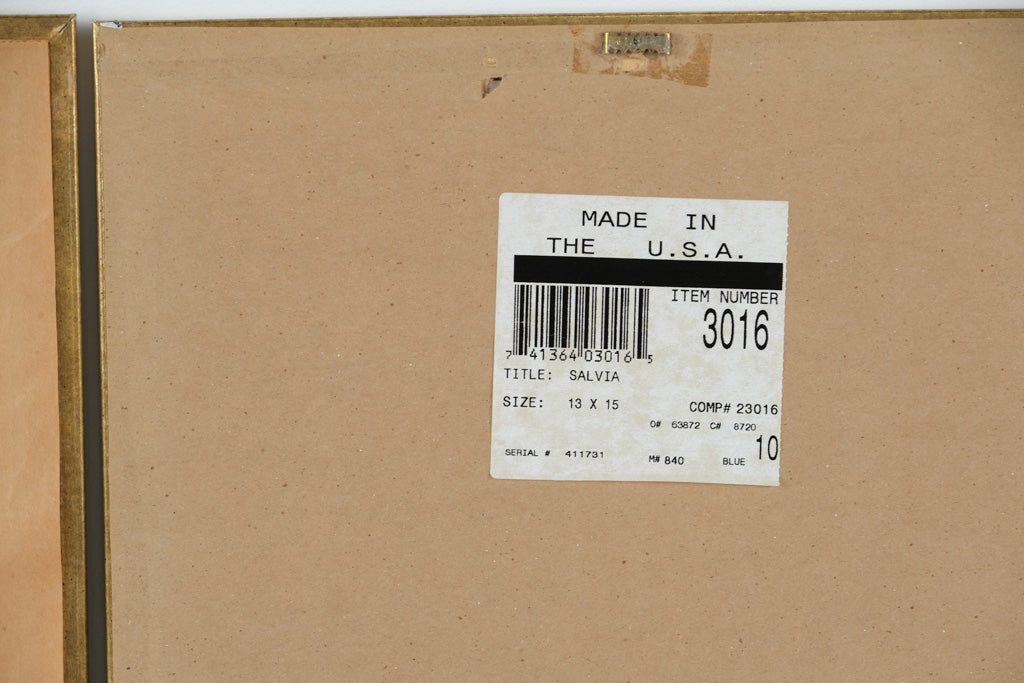 MADE IN
THE U.S.A.
ITEM NUMBER
3016
7 41364 03016 5
TITLE: SALVIA
SIZE: 13 X 15
COMP# 23016
O# 63872 C# 8720
SERIAL # 411731
M# 840
BLUE 10